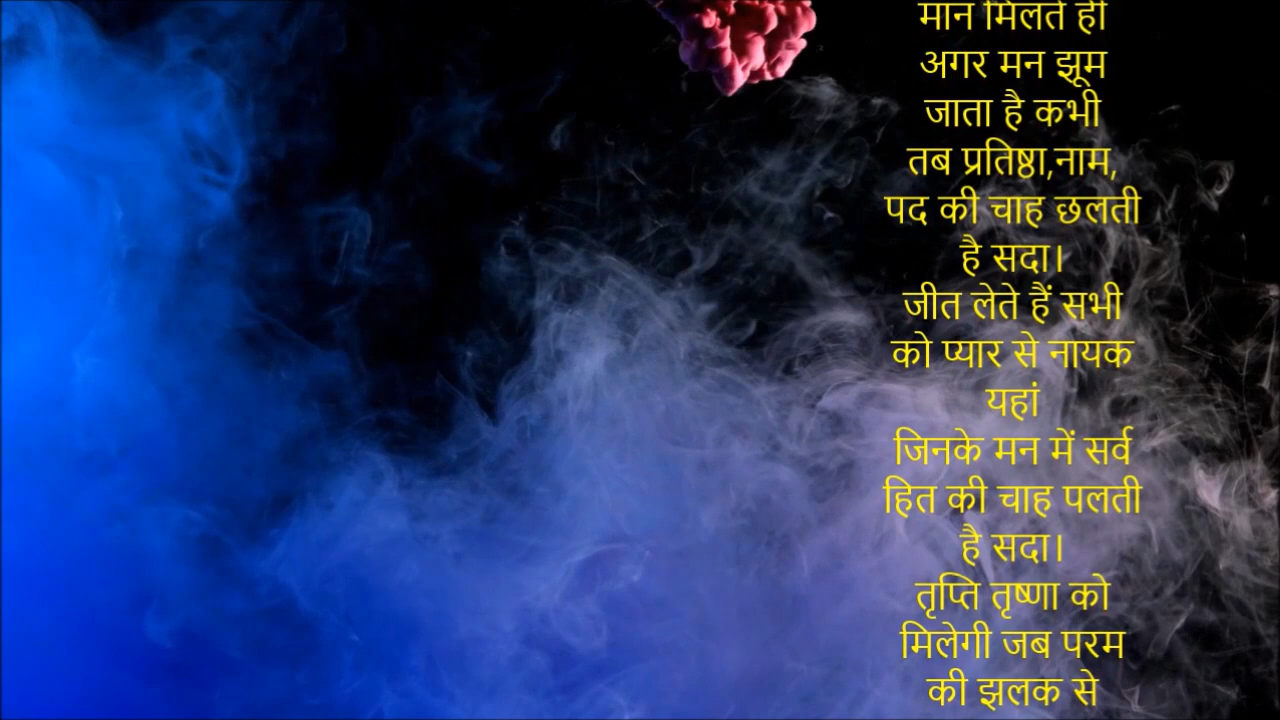 मान मिलते ही
अगर मन झूम
जाता है कभी
तब प्रतिष्ठा,नाम,
पद की चाह छलती
है सदा।
जीत लेते हैं सभी
को प्यार से नायक
यहां
जिनके मन में सर्व
हित की चाह पलती
है सदा।
तृप्ति तृष्णा को
मिलेगी जब परम
की झलक से